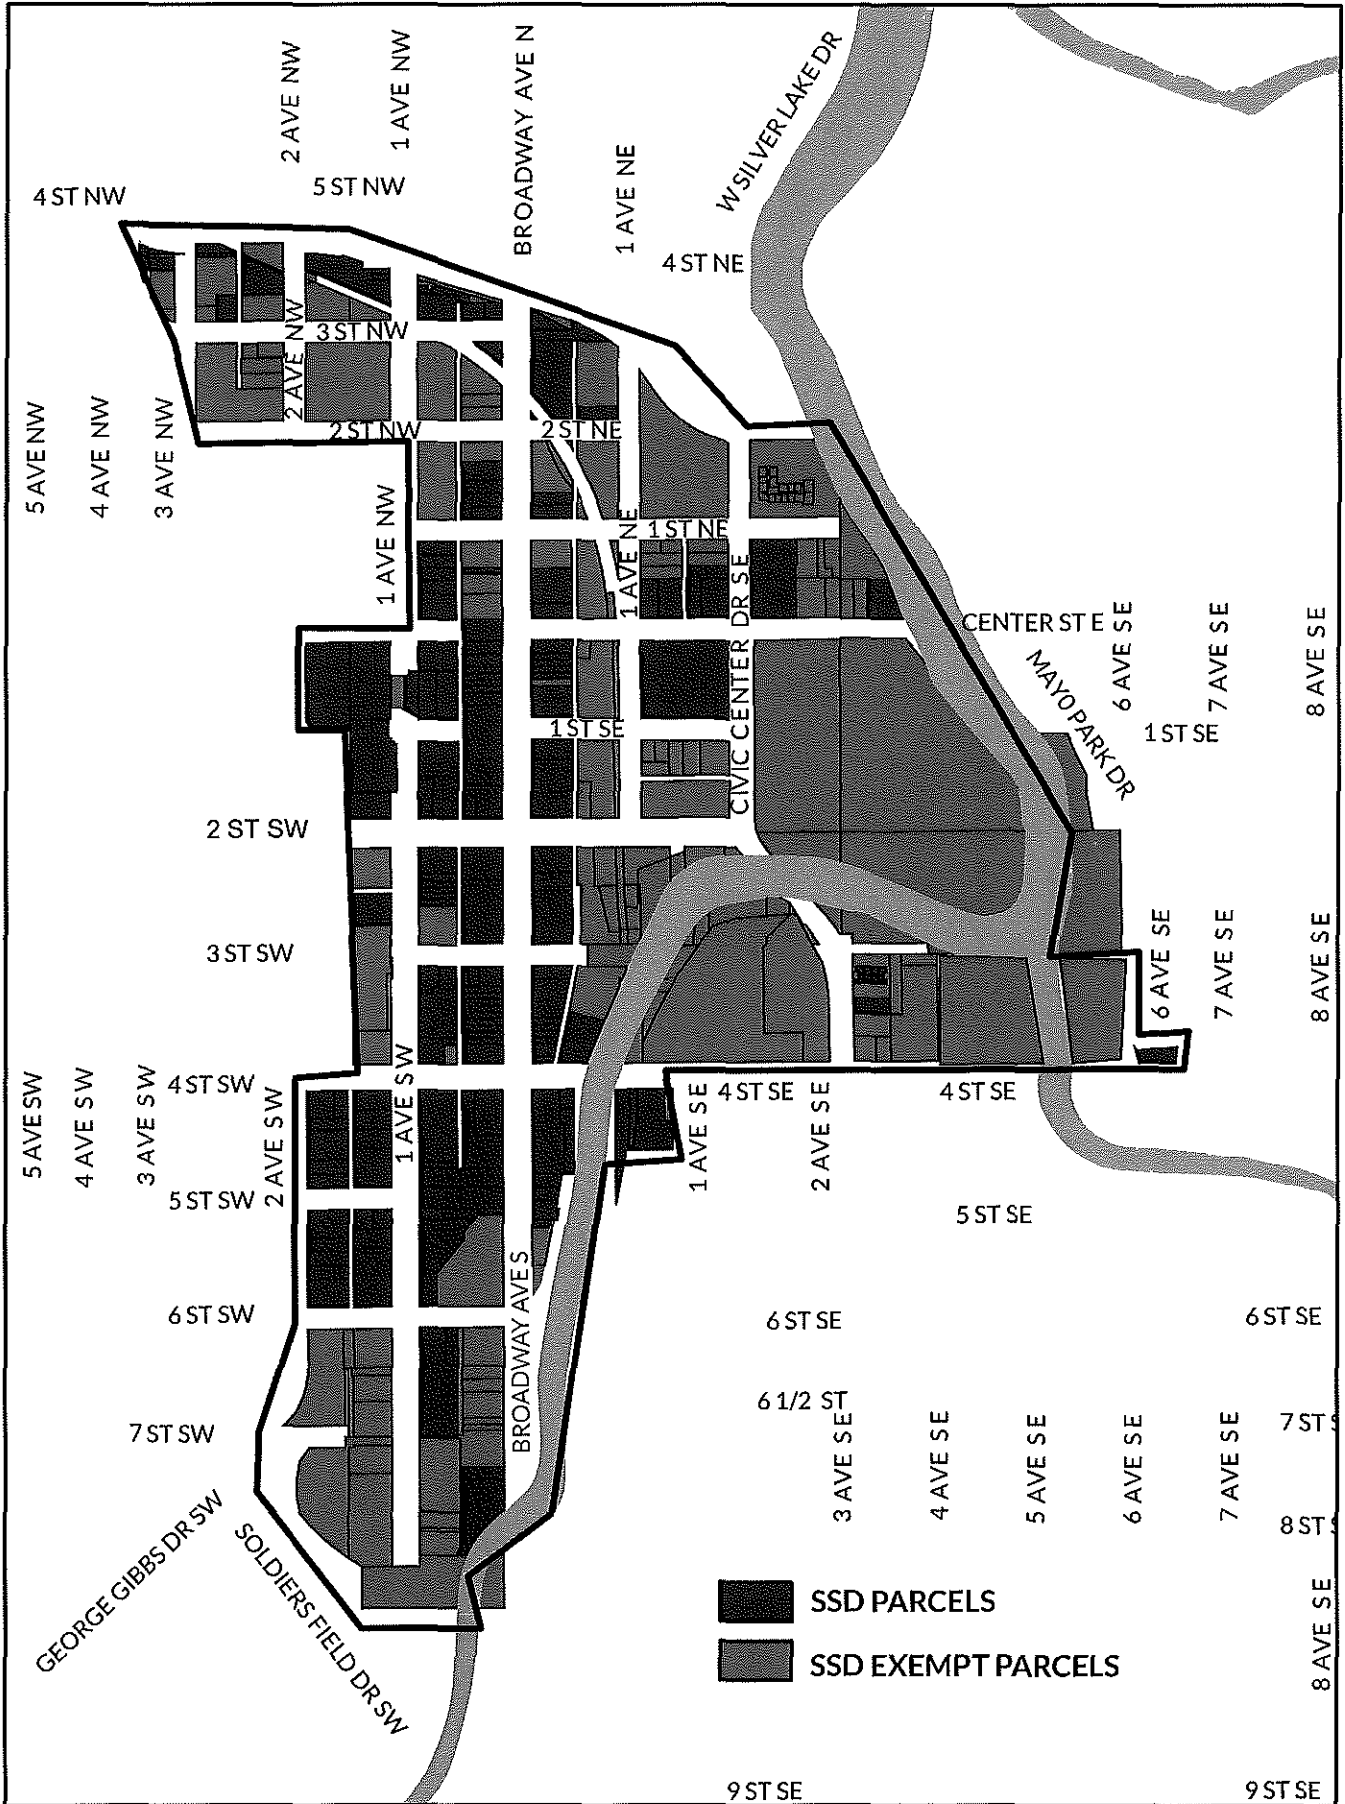 2 AVE NW
1 AVE NW
BROADWAY AVE N
1 AVE NE
W SILVER LAKE DR
4 ST NW
5 ST NW
4 ST NE
3 ST NW
2 AVE NW
2 ST NW
2 ST NE
5 AVE NW
4 AVE NW
3 AVE NW
1 AVE NW
1 AVE NE
1 ST NE
CIVIC CENTER DR SE
CENTER ST E
6 AVE SE
7 AVE SE
8 AVE SE
MAYO PARK DR
1 ST SE
1 ST SE
2 ST SW
3 ST SW
6 AVE SE
7 AVE SE
8 AVE SE
5 AVE SW
4 AVE SW
3 AVE SW
4 ST SW
2 AVE SW
1 AVE SW
1 AVE SE
4 ST SE
2 AVE SE
4 ST SE
5 ST SW
5 ST SE
6 ST SW
BROADWAY AVE S
6 ST SE
6 ST SE
6 1/2 ST
7 ST SW
3 AVE SE
4 AVE SE
5 AVE SE
6 AVE SE
7 AVE SE
7 ST S
8 ST S
GEORGE GIBBS DR SW
SOLDIERS FIELD DR SW
SSD PARCELS
SSD EXEMPT PARCELS
8 AVE SE
9 ST SE
9 ST SE